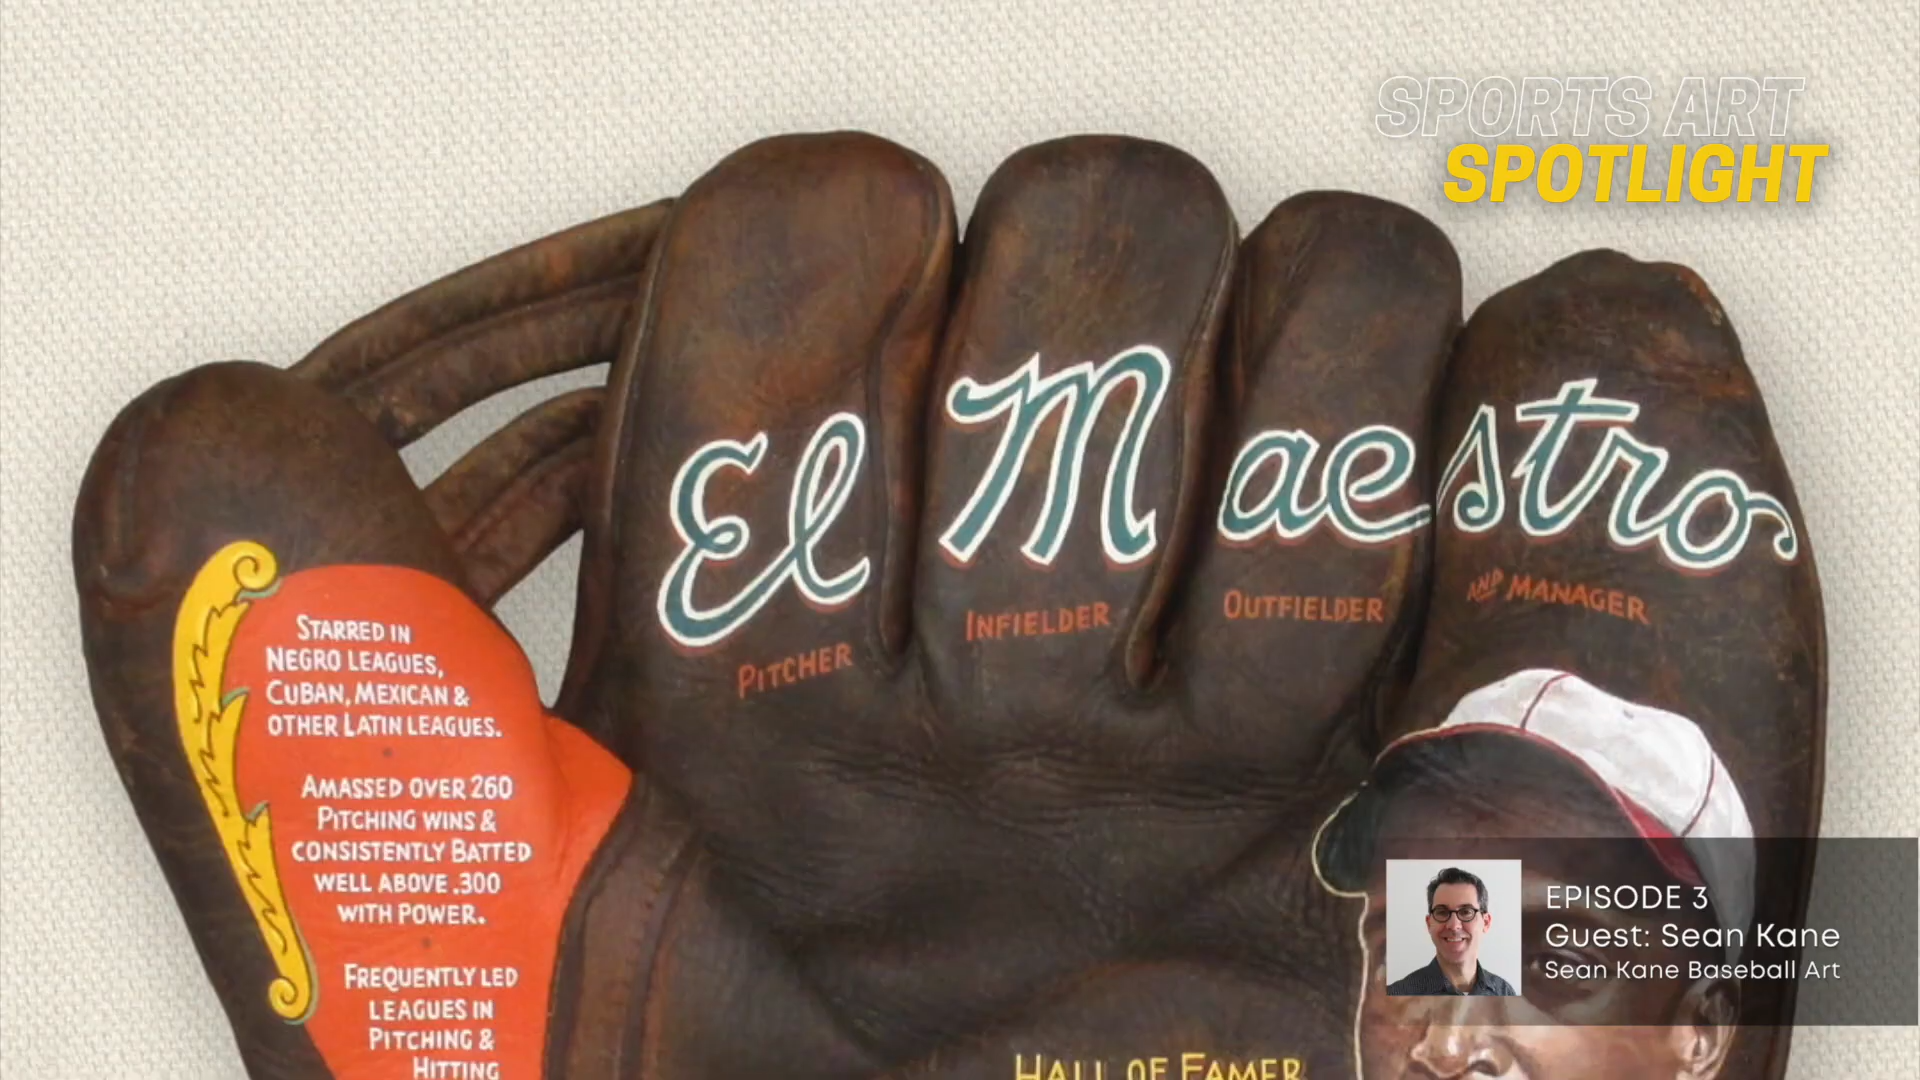 SPORTS ART
SPOTLIGHT
El Maestro
PITCHER
INFIELDER
OUTFIELDER
AND MANAGER
STARRED IN
NEGRO LEAGUES,
CUBAN, MEXICAN &
OTHER LATIN LEAGUES.
AMASSED OVER 260
PITCHING WINS &
CONSISTENTLY BATTED
WELL ABOVE .300
WITH POWER.
FREQUENTLY LED
LEAGUES IN
PITCHING &
HITTING
HALL OF FAMER
EPISODE 3
Guest: Sean Kane
Sean Kane Baseball Art